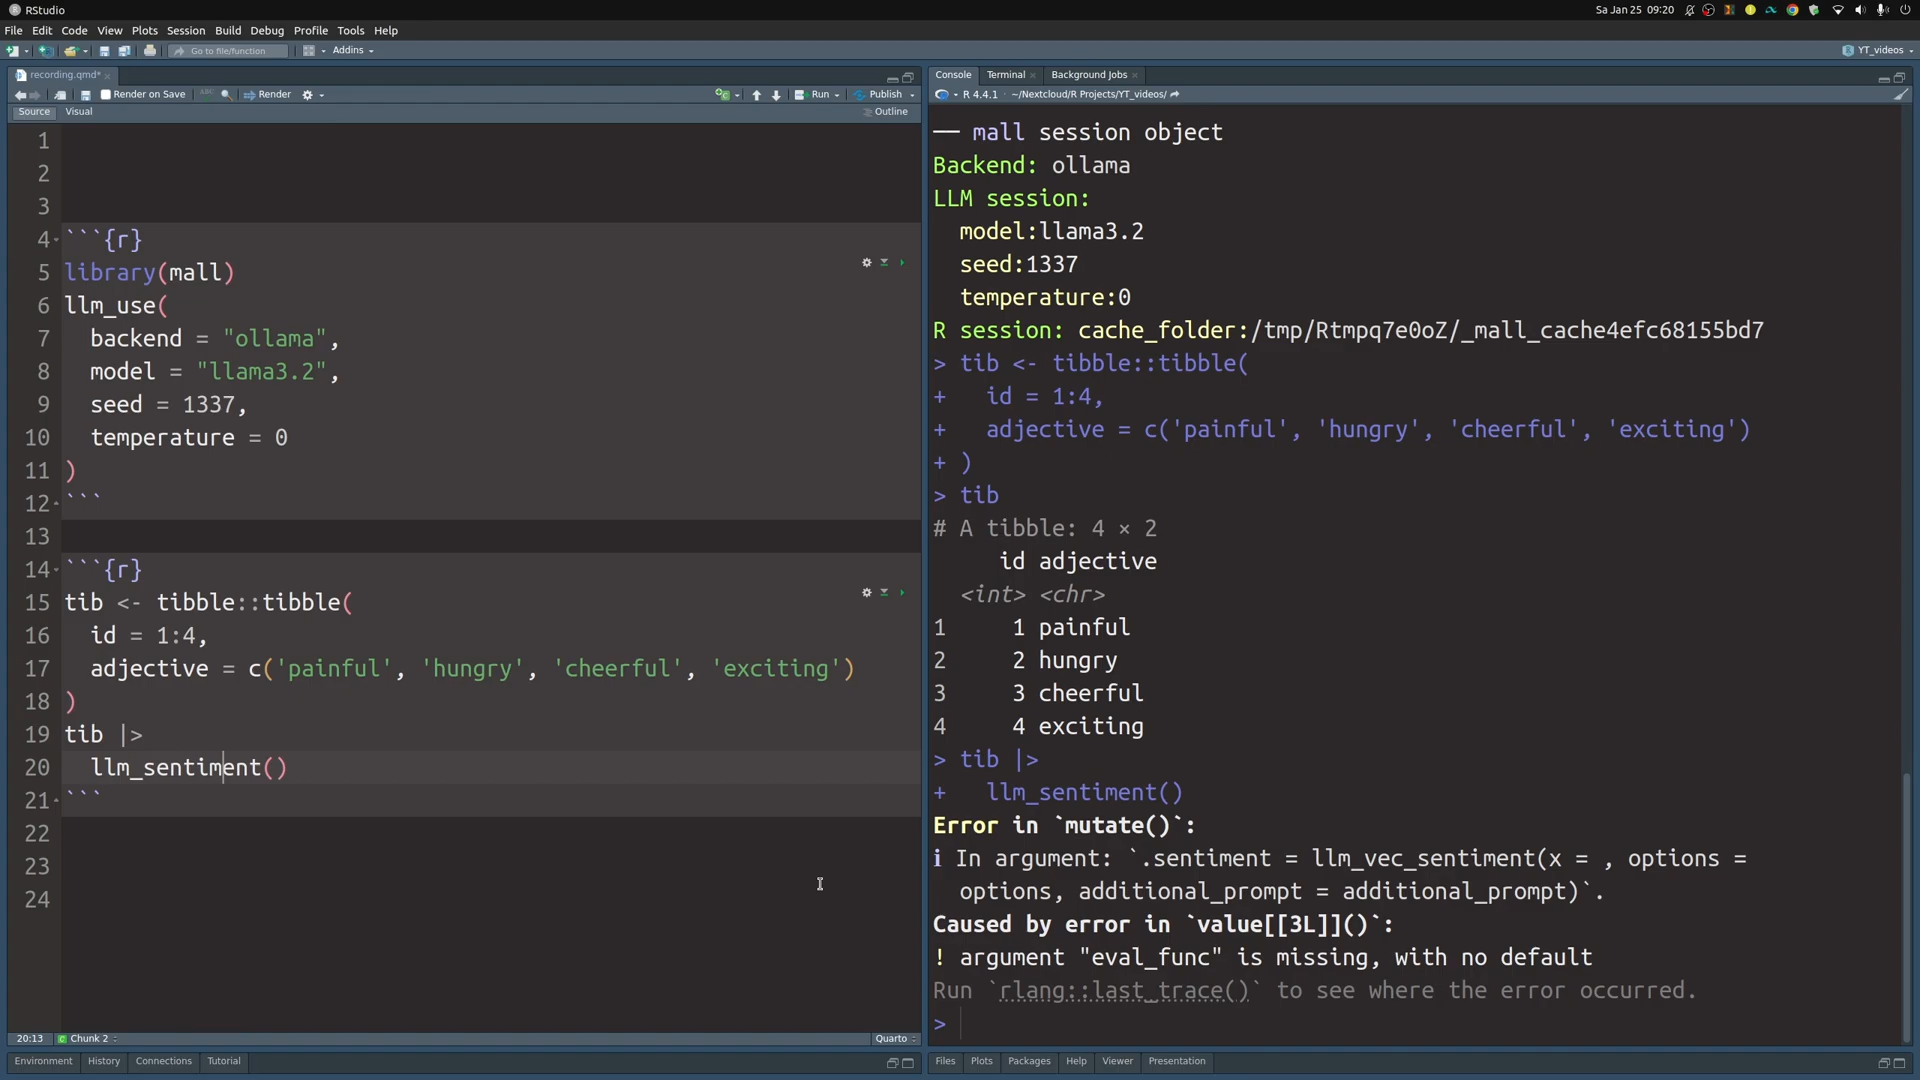 RStudio
Sa Jan 25 09:20
File Edit Code View Plots Session Build Debug Profile Tools Help
Go to file/function Addins
YT_videos
recording.qmd*
Render on Save Render Run Publish
Source Visual Outline
1
2
3
4 ```{r}
5 library(mall)
6 llm_use(
7 backend = "ollama",
8 model = "llama3.2",
9 seed = 1337,
10 temperature = 0
11 )
12 ```
13
14 ```{r}
15 tib <- tibble::tibble(
16 id = 1:4,
17 adjective = c('painful', 'hungry', 'cheerful', 'exciting')
18 )
19 tib |>
20 llm_sentiment()
21 ```
22
23
24
20:13 Chunk 2 Quarto
Environment History Connections Tutorial
Console Terminal Background Jobs
R 4.4.1 · ~/Nextcloud/R Projects/YT_videos/
── mall session object
Backend: ollama
LLM session:
model:llama3.2
seed:1337
temperature:0
R session: cache_folder:/tmp/Rtmpq7e0oZ/_mall_cache4efc68155bd7
> tib <- tibble::tibble(
+ id = 1:4,
+ adjective = c('painful', 'hungry', 'cheerful', 'exciting')
+ )
> tib
# A tibble: 4 × 2
id adjective
<int> <chr>
1 1 painful
2 2 hungry
3 3 cheerful
4 4 exciting
> tib |>
+ llm_sentiment()
Error in `mutate()`:
ℹ In argument: `.sentiment = llm_vec_sentiment(x = , options =
options, additional_prompt = additional_prompt)`.
Caused by error in `value[[3L]]()`:
! argument "eval_func" is missing, with no default
Run `rlang::last_trace()` to see where the error occurred.
>
Files Plots Packages Help Viewer Presentation